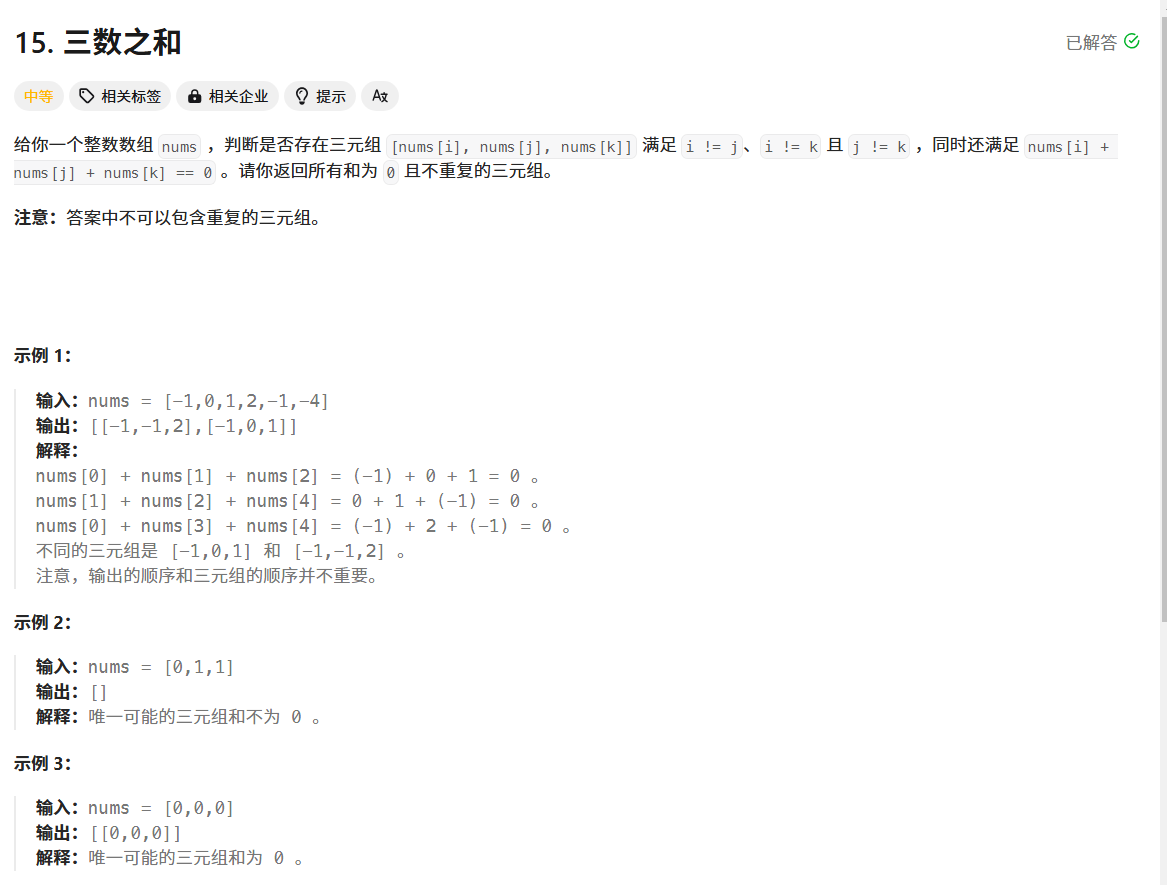 15. 三数之和
已解答
中等 相关标签 相关企业 提示
给你一个整数数组 nums ，判断是否存在三元组 [nums[i], nums[j], nums[k]] 满足 i != j、i != k 且 j != k ，同时还满足 nums[i] +
nums[j] + nums[k] == 0 。请你返回所有和为 0 且不重复的三元组。
注意：答案中不可以包含重复的三元组。
示例 1：
输入：nums = [-1,0,1,2,-1,-4]
输出：[[-1,-1,2],[-1,0,1]]
解释：
nums[0] + nums[1] + nums[2] = (-1) + 0 + 1 = 0 。
nums[1] + nums[2] + nums[4] = 0 + 1 + (-1) = 0 。
nums[0] + nums[3] + nums[4] = (-1) + 2 + (-1) = 0 。
不同的三元组是 [-1,0,1] 和 [-1,-1,2] 。
注意，输出的顺序和三元组的顺序并不重要。
示例 2：
输入：nums = [0,1,1]
输出：[]
解释：唯一可能的三元组和不为 0 。
示例 3：
输入：nums = [0,0,0]
输出：[[0,0,0]]
解释：唯一可能的三元组和为 0 。